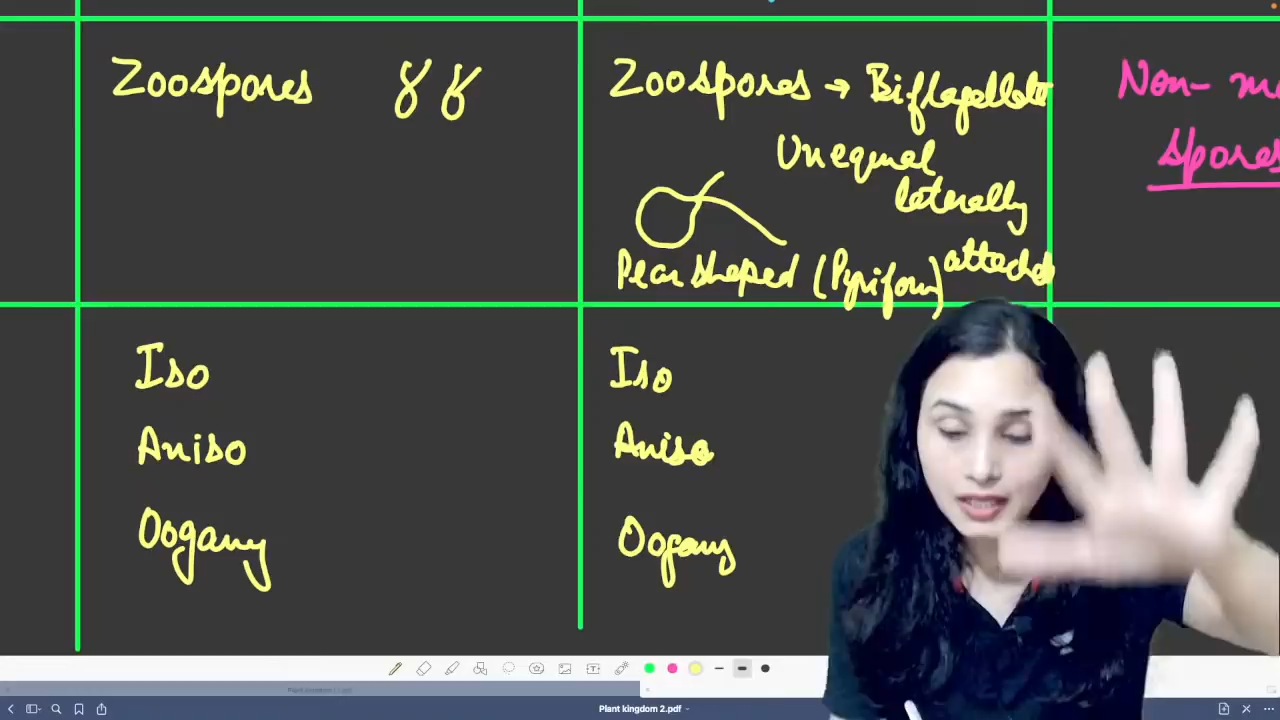 Zoospores
Zoospores → Biflagellate
Unequal
laterally
attached
Pear shaped (Pyriform)
Non-
spores
Iso
Aniso
Oogamy
Iso
Aniso
Oogamy
Plant kingdom 2.pdf